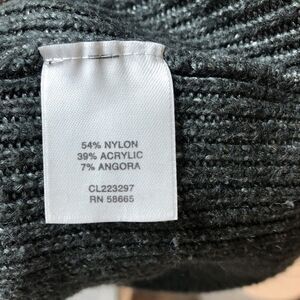 54% NYLON
39% ACRYLIC
7% ANGORA
CL223297
RN 58665